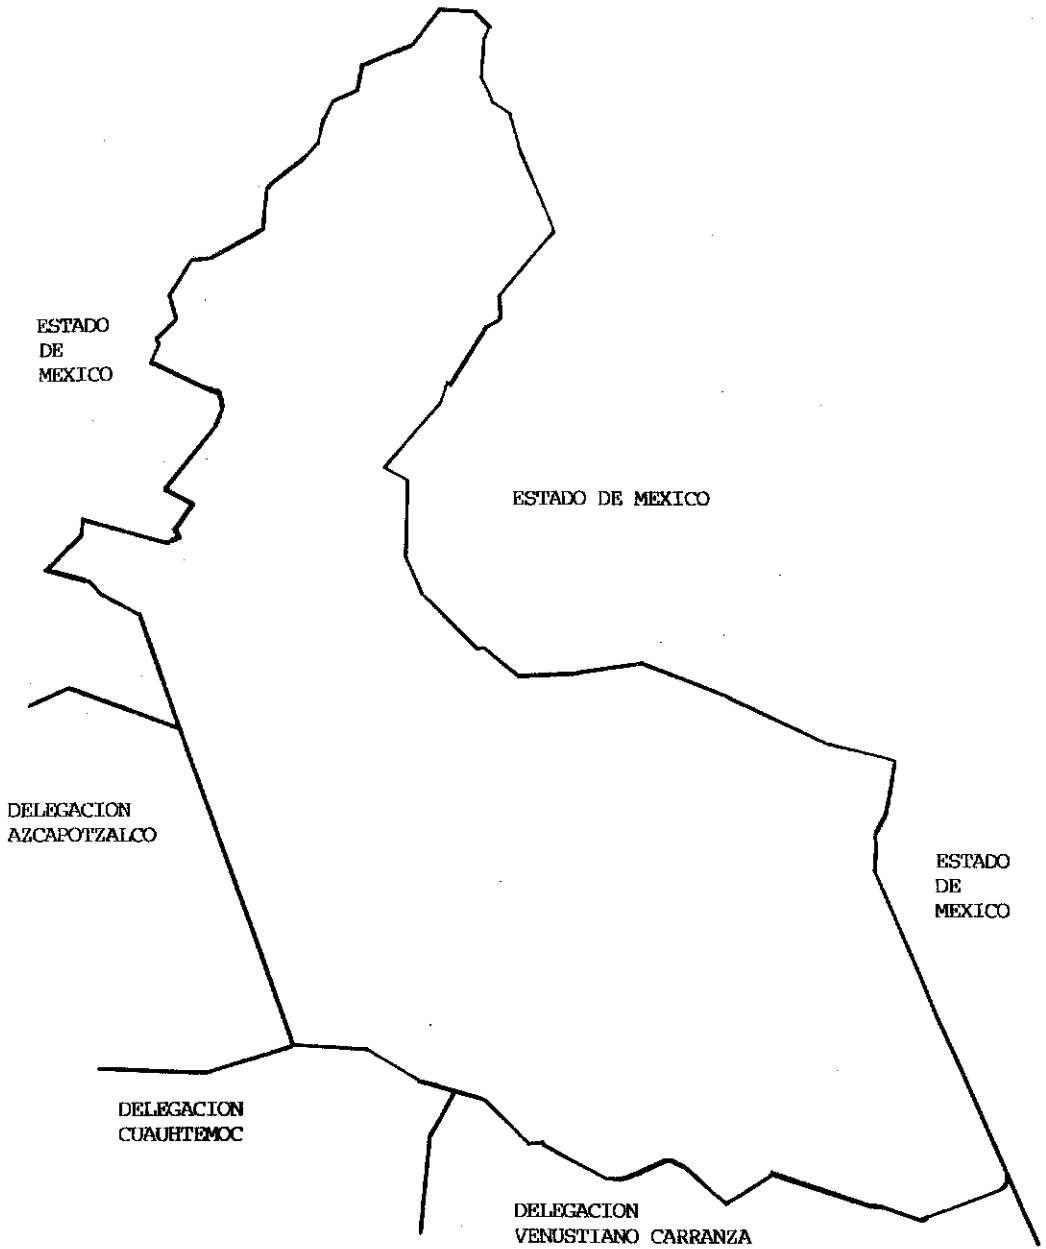 ESTADO
DE
MEXICO
ESTADO DE MEXICO
DELEGACION
AZCAPOTZALCO
ESTADO
DE
MEXICO
DELEGACION
CUAUHTEMOC
DELEGACION
VENUSTIANO CARRANZA